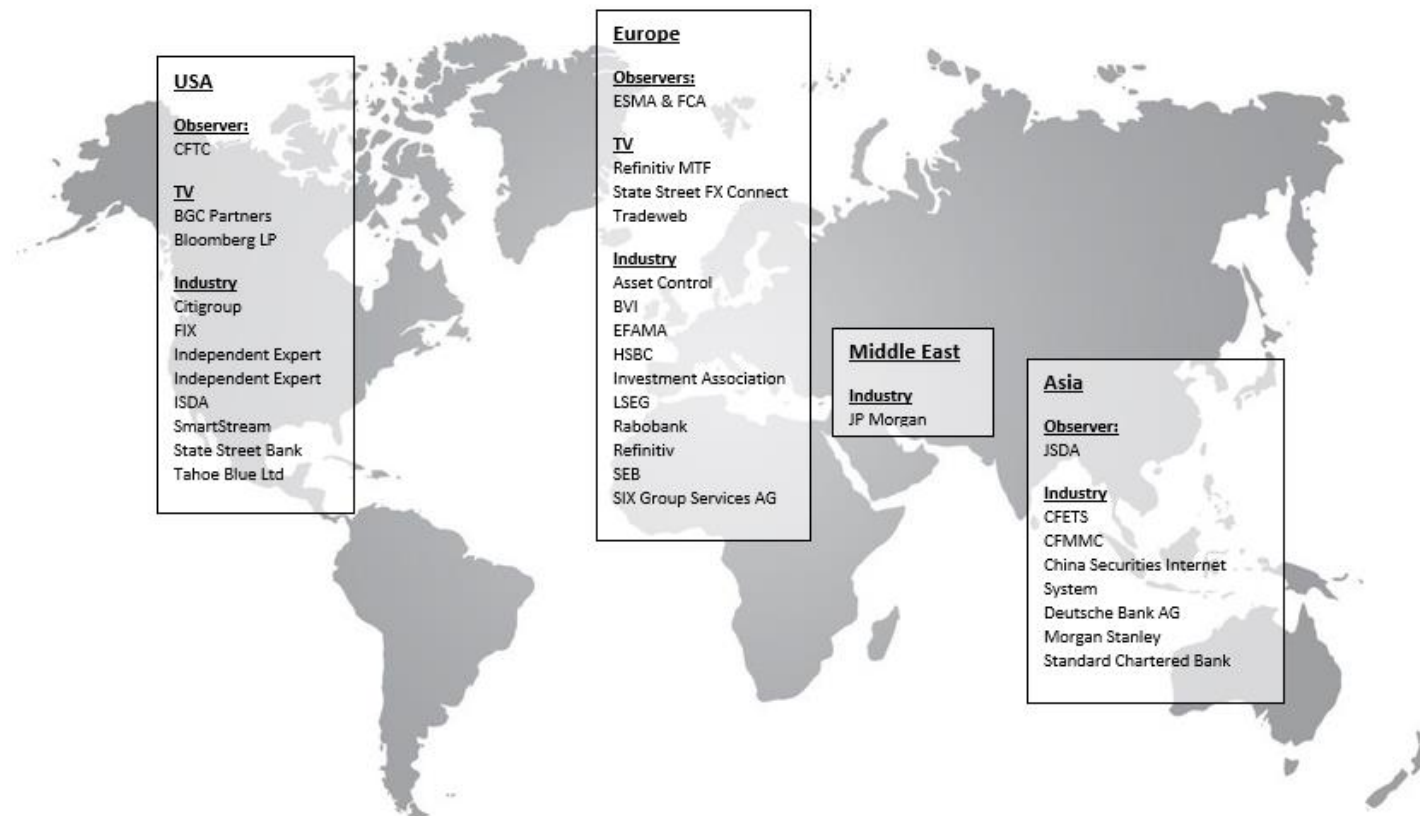 USA
Observer:
CFTC
TV
BGC Partners
Bloomberg LP
Industry
Citigroup
FIX
Independent Expert
Independent Expert
ISDA
SmartStream
State Street Bank
Tahoe Blue Ltd
Europe
Observers:
ESMA & FCA
TV
Refinitiv MTF
State Street FX Connect
Tradeweb
Industry
Asset Control
BVI
EFAMA
HSBC
Investment Association
LSEG
Rabobank
Refinitiv
SEB
SIX Group Services AG
Middle East
Industry
JP Morgan
Asia
Observer:
JSDA
Industry
CFETS
CFMMC
China Securities Internet
System
Deutsche Bank AG
Morgan Stanley
Standard Chartered Bank